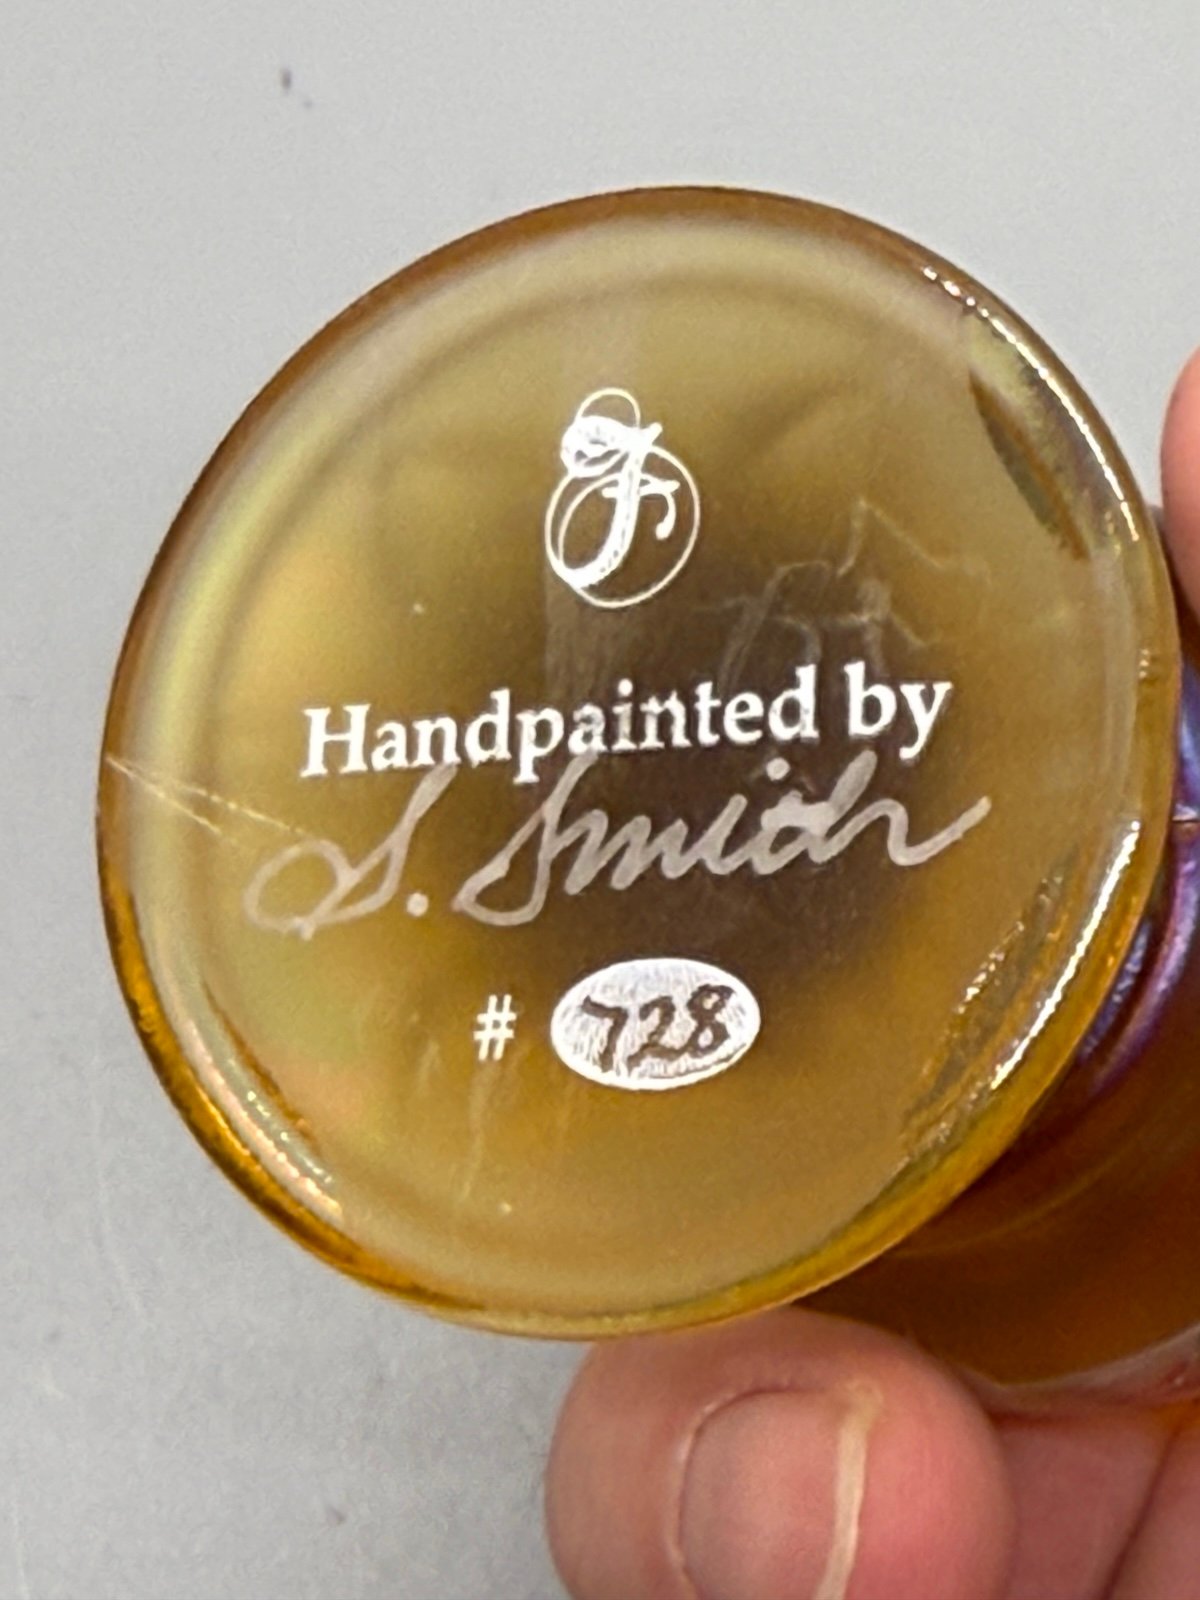 F
Handpainted by
S. Smith
# 728